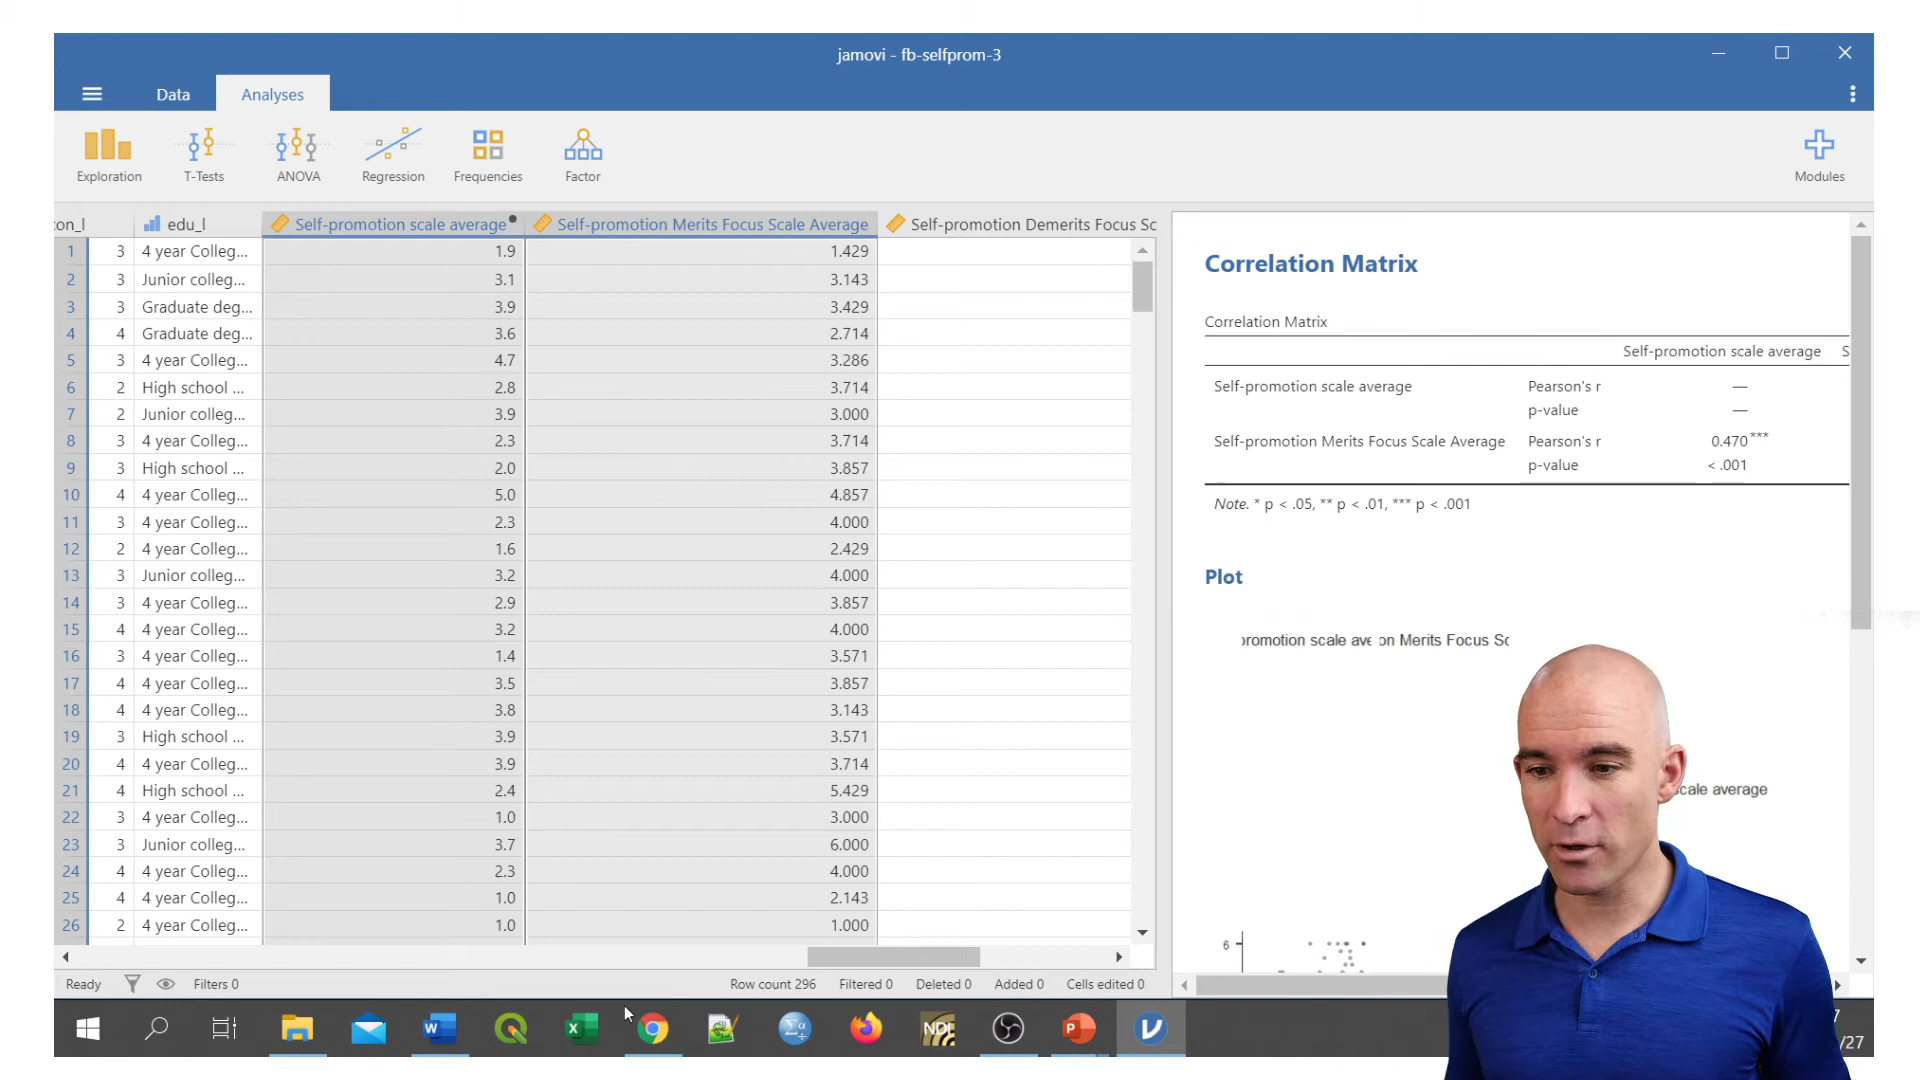 jamovi - fb-selfprom-3
Data Analyses
Exploration T-Tests ANOVA Regression Frequencies Factor Modules
on_l edu_l Self-promotion scale average Self-promotion Merits Focus Scale Average Self-promotion Demerits Focus Sc
1 3 4 year Colleg... 1.9 1.429
2 3 Junior colleg... 3.1 3.143
3 3 Graduate deg... 3.9 3.429
4 4 Graduate deg... 3.6 2.714
5 3 4 year Colleg... 4.7 3.286
6 2 High school ... 2.8 3.714
7 2 Junior colleg... 3.9 3.000
8 3 4 year Colleg... 2.3 3.714
9 3 High school ... 2.0 3.857
10 4 4 year Colleg... 5.0 4.857
11 3 4 year Colleg... 2.3 4.000
12 2 4 year Colleg... 1.6 2.429
13 3 Junior colleg... 3.2 4.000
14 3 4 year Colleg... 2.9 3.857
15 4 4 year Colleg... 3.2 4.000
16 3 4 year Colleg... 1.4 3.571
17 4 4 year Colleg... 3.5 3.857
18 4 4 year Colleg... 3.8 3.143
19 3 High school ... 3.9 3.571
20 4 4 year Colleg... 3.9 3.714
21 4 High school ... 2.4 5.429
22 3 4 year Colleg... 1.0 3.000
23 3 Junior colleg... 3.7 6.000
24 4 4 year Colleg... 2.3 4.000
25 4 4 year Colleg... 1.0 2.143
26 2 4 year Colleg... 1.0 1.000
Ready Filters 0 Row count 296 Filtered 0 Deleted 0 Added 0 Cells edited 0
Correlation Matrix
Correlation Matrix
Self-promotion scale average S
Self-promotion scale average Pearson's r —
p-value —
Self-promotion Merits Focus Scale Average Pearson's r 0.470***
p-value < .001
Note. * p < .05, ** p < .01, *** p < .001
Plot
promotion scale ave on Merits Focus Sc
scale average
6
W X NDI P
7
/27